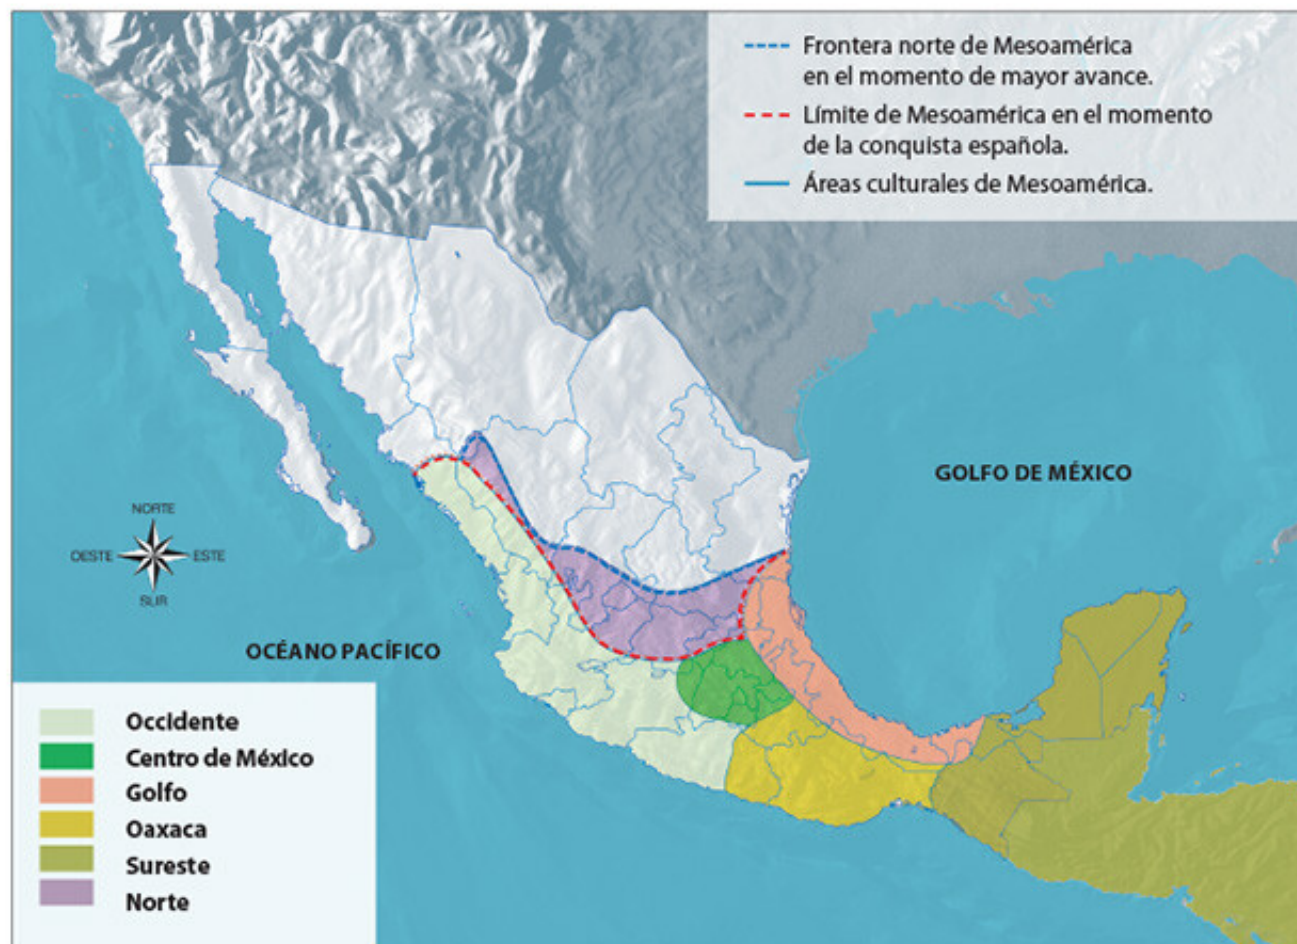 Frontera norte de Mesoamérica
en el momento de mayor avance.
Límite de Mesoamérica en el momento
de la conquista española.
Áreas culturales de Mesoamérica.
GOLFO DE MÉXICO
NORTE
OESTE
ESTE
SUR
OCÉANO PACÍFICO
Occidente
Centro de México
Golfo
Oaxaca
Sureste
Norte